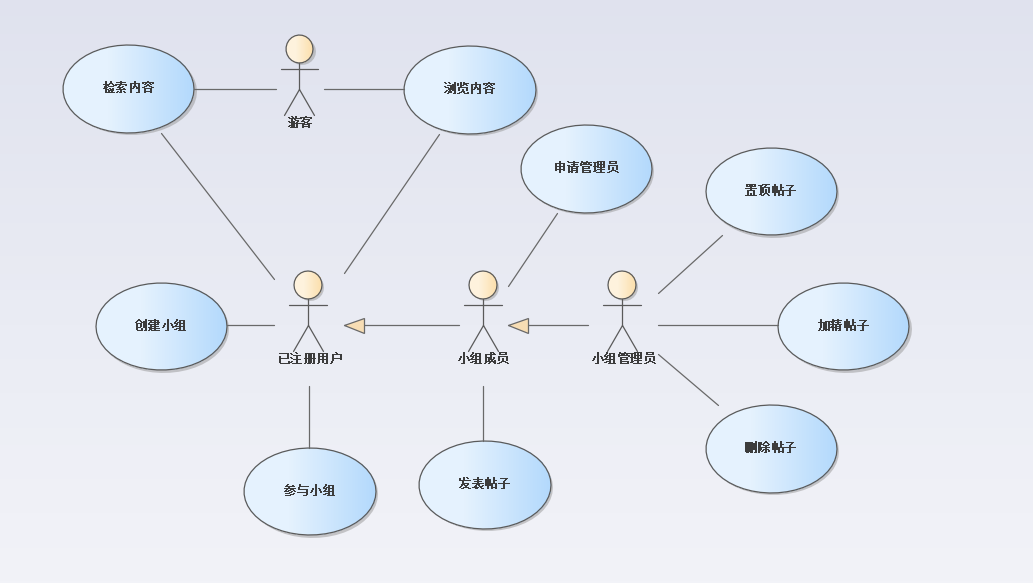 检索内容
游客
浏览内容
申请管理员
置顶帖子
创建小组
已注册用户
小组成员
小组管理员
加精帖子
删除帖子
参与小组
发表帖子